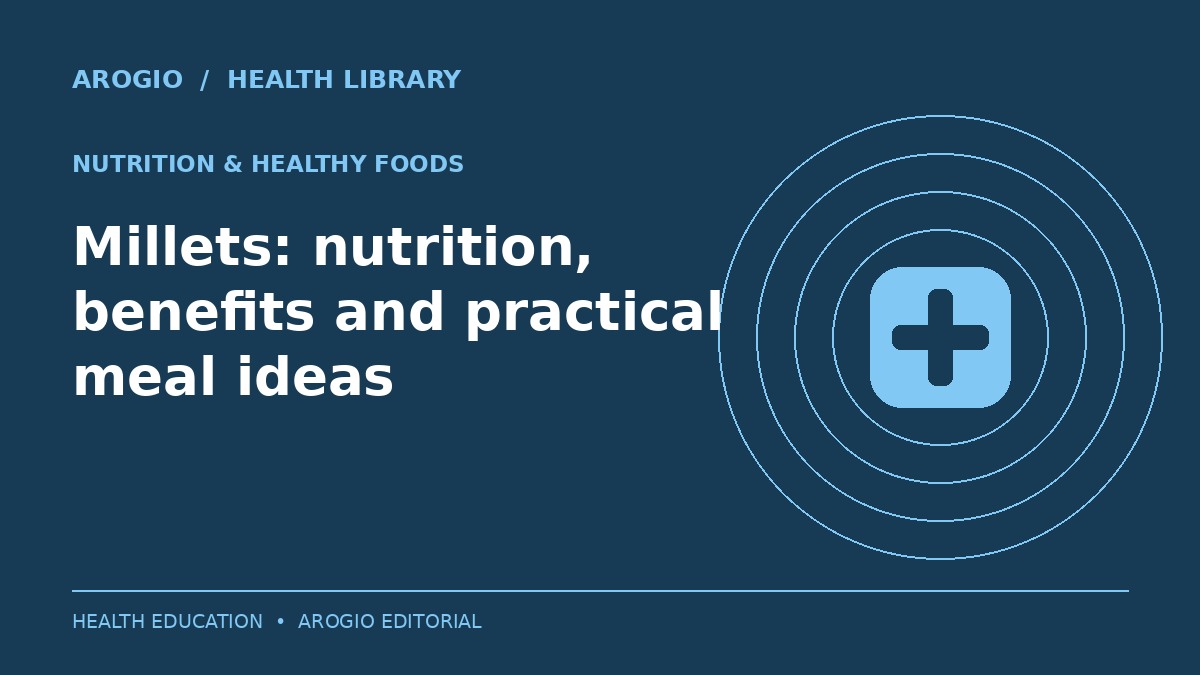 AROGIO / HEALTH LIBRARY
NUTRITION & HEALTHY FOODS
Millets: nutrition,
benefits and practical
meal ideas
HEALTH EDUCATION • AROGIO EDITORIAL